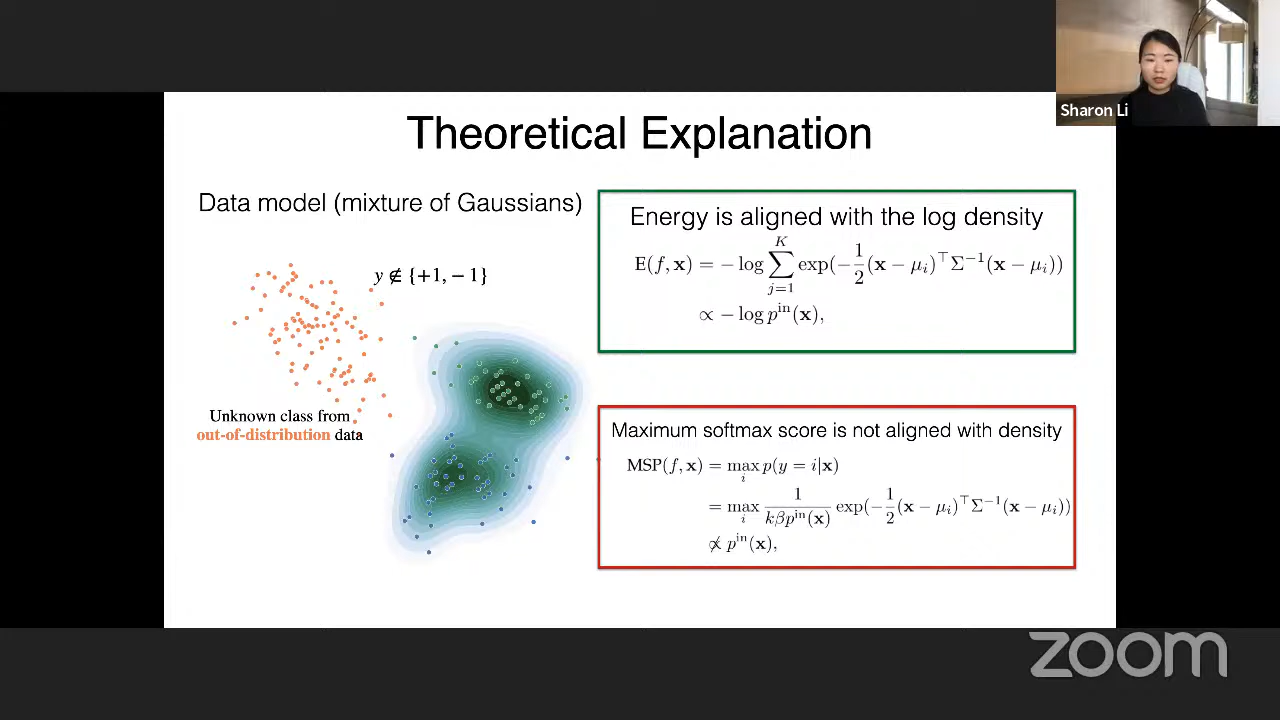 Sharon Li
Theoretical Explanation
Data model (mixture of Gaussians)
y ∉ {+1, − 1}
Unknown class from
out-of-distribution data
Energy is aligned with the log density
E(f, x) = − log ∑_{j=1}^{K} exp(−1/2 (x − μ_i)^⊤ Σ^{−1} (x − μ_i))
∝ − log p^{in}(x),
Maximum softmax score is not aligned with density
MSP(f, x) = max_i p(y = i|x)
= max_i 1/(kβp^{in}(x)) exp(−1/2 (x − μ_i)^⊤ Σ^{−1} (x − μ_i))
∝̸ p^{in}(x),
zoom